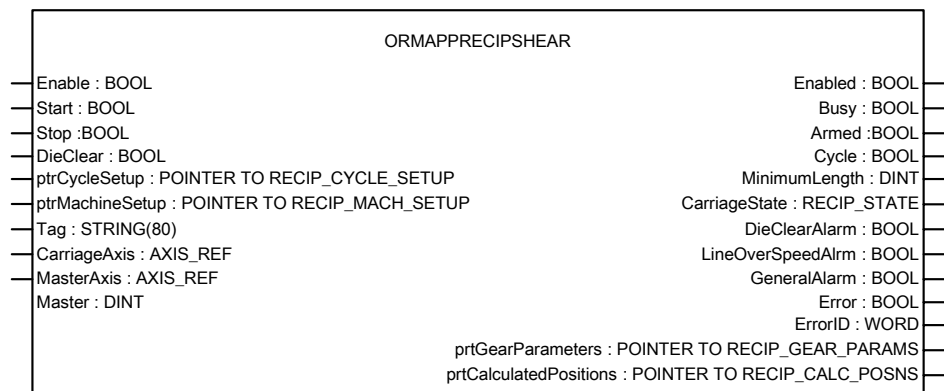 ORMAPPRECIPSHEAR
Enable : BOOL
Start : BOOL
Stop :BOOL
DieClear : BOOL
ptrCycleSetup : POINTER TO RECIP_CYCLE_SETUP
ptrMachineSetup : POINTER TO RECIP_MACH_SETUP
Tag : STRING(80)
CarriageAxis : AXIS_REF
MasterAxis : AXIS_REF
Master : DINT
Enabled : BOOL
Busy : BOOL
Armed :BOOL
Cycle : BOOL
MinimumLength : DINT
CarriageState : RECIP_STATE
DieClearAlarm : BOOL
LineOverSpeedAlrm : BOOL
GeneralAlarm : BOOL
Error : BOOL
ErrorID : WORD
prtGearParameters : POINTER TO RECIP_GEAR_PARAMS
prtCalculatedPositions : POINTER TO RECIP_CALC_POSNS